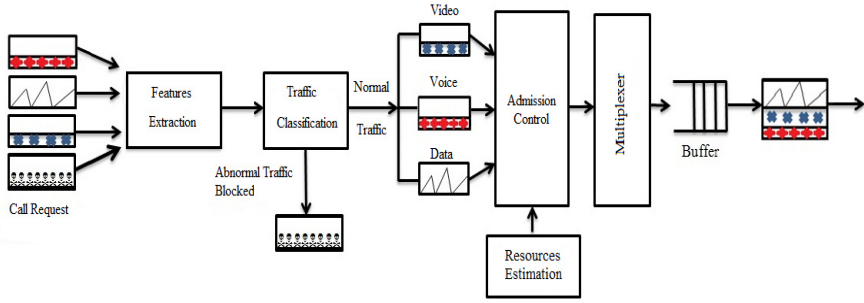 Call Request
Features
Extraction
Traffic
Classification
Abnormal Traffic
Blocked
Normal
Traffic
Video
Voice
Data
Admission
Control
Resources
Estimation
Multiplexer
Buffer